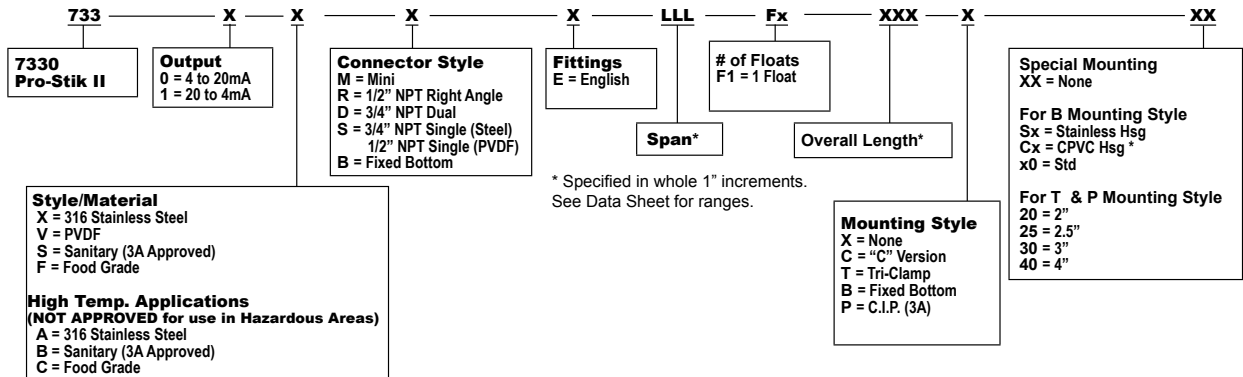 733 X X X X LLL Fx XXX X XX
7330
Pro-Stik II
Output
0 = 4 to 20mA
1 = 20 to 4mA
Connector Style
M = Mini
R = 1/2” NPT Right Angle
D = 3/4” NPT Dual
S = 3/4” NPT Single (Steel)
1/2” NPT Single (PVDF)
B = Fixed Bottom
Fittings
E = English
# of Floats
F1 = 1 Float
Special Mounting
XX = None
For B Mounting Style
Sx = Stainless Hsg
Cx = CPVC Hsg *
x0 = Std
For T & P Mounting Style
20 = 2”
25 = 2.5”
30 = 3”
40 = 4”
Span*
Overall Length*
* Specified in whole 1” increments.
See Data Sheet for ranges.
Style/Material
X = 316 Stainless Steel
V = PVDF
S = Sanitary (3A Approved)
F = Food Grade
High Temp. Applications
(NOT APPROVED for use in Hazardous Areas)
A = 316 Stainless Steel
B = Sanitary (3A Approved)
C = Food Grade
Mounting Style
X = None
C = “C” Version
T = Tri-Clamp
B = Fixed Bottom
P = C.I.P. (3A)